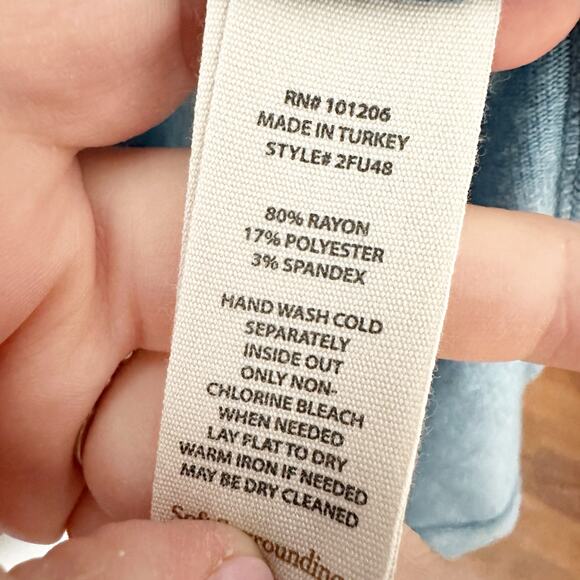 RN# 101206
MADE IN TURKEY
STYLE# 2FU48
80% RAYON
17% POLYESTER
3% SPANDEX
HAND WASH COLD
SEPARATELY
INSIDE OUT
ONLY NON-
CHLORINE BLEACH
WHEN NEEDED
LAY FLAT TO DRY
WARM IRON IF NEEDED
MAY BE DRY CLEANED